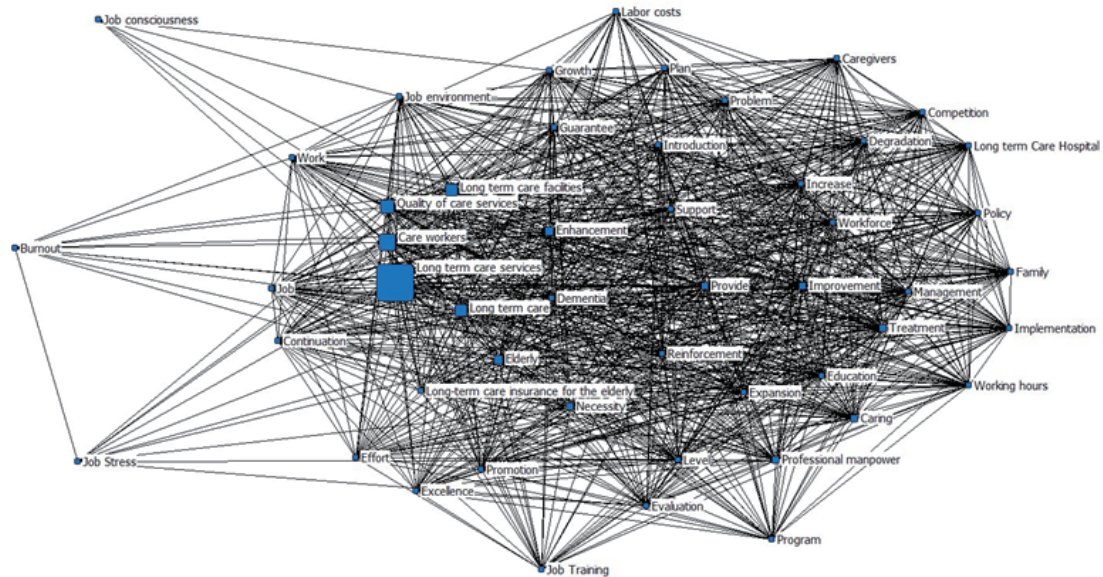 Labor costs
Job consciousness
Caregivers
Growth
Plan
Job environment
Problem
Competition
Guarantee
Introduction
Degradation
Long term Care Hospital
Work
Increase
Long term care facilities
Quality of care services
Support
Policy
Workforce
Enhancement
Care workers
Burnout
Long term care services
Family
Job
Provide
Improvement
Management
Dementia
Long term care
Treatment
Implementation
Continuation
Reinforcement
Elderly
Education
Working hours
Long-term care insurance for the elderly
Expansion
Necessity
Caring
Effort
Job Stress
Level
Professional manpower
Promotion
Excellence
Evaluation
Program
Job Training